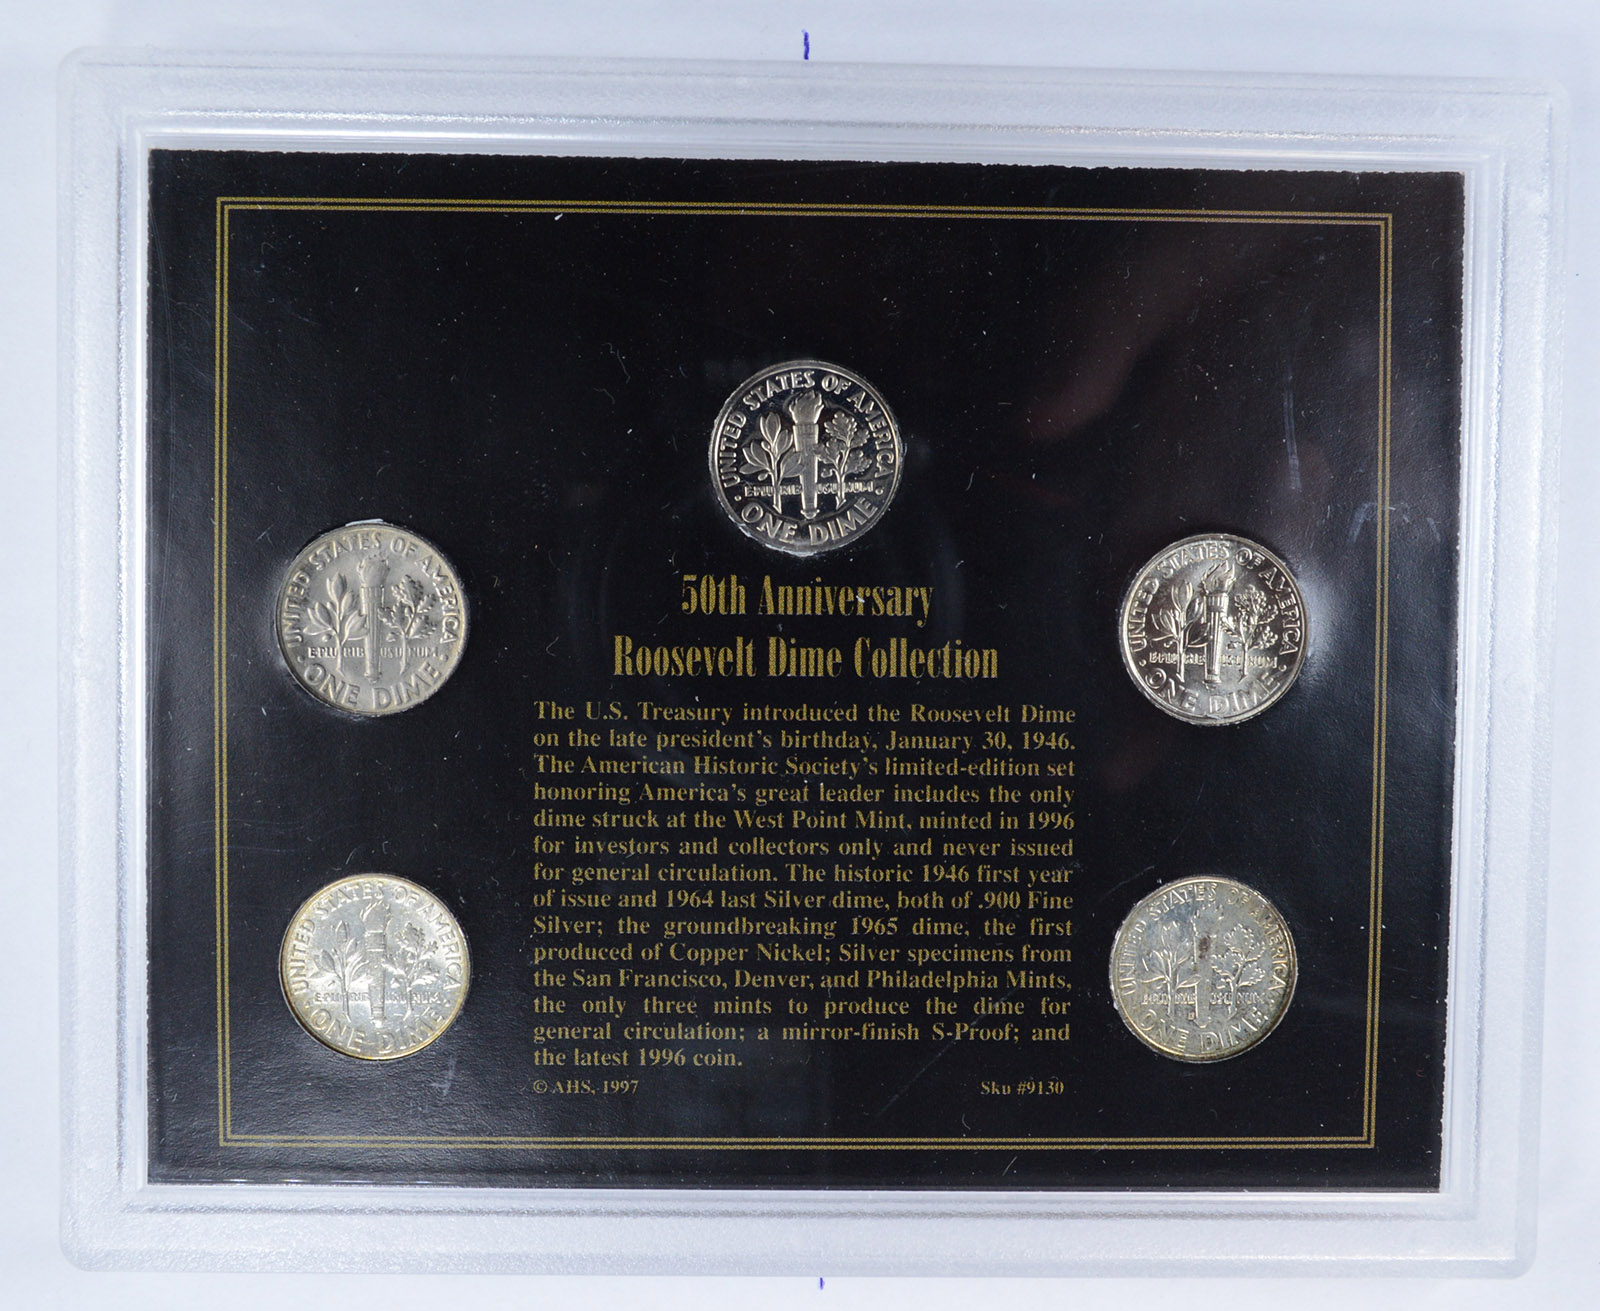 UNITED STATES OF AMERICA
E PLURIBUS UNUM
ONE DIME
UNITED STATES OF AMERICA
E PLURIBUS UNUM
ONE DIME
UNITED STATES OF AMERICA
E PLURIBUS UNUM
ONE DIME
50th Anniversary
Roosevelt Dime Collection
The U.S. Treasury introduced the Roosevelt Dime
on the late president's birthday, January 30, 1946.
The American Historic Society's limited-edition set
honoring America's great leader includes the only
dime struck at the West Point Mint, minted in 1996
for investors and collectors only and never issued
for general circulation. The historic 1946 first year
of issue and 1964 last Silver dime, both of .900 Fine
Silver; the groundbreaking 1965 dime, the first
produced of Copper Nickel; Silver specimens from
the San Francisco, Denver, and Philadelphia Mints,
the only three mints to produce the dime for
general circulation; a mirror-finish S-Proof; and
the latest 1996 coin.
© AHS, 1997 Sku #9130
UNITED STATES OF AMERICA
E PLURIBUS UNUM
ONE DIME
UNITED STATES OF AMERICA
E PLURIBUS UNUM
ONE DIME